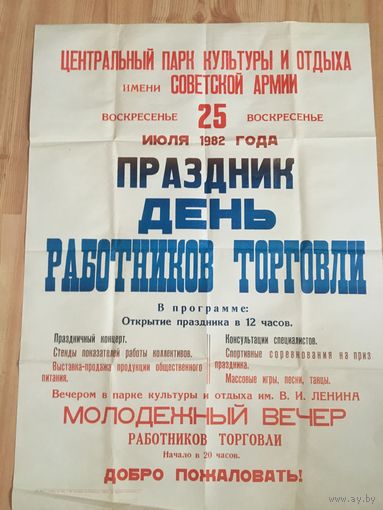 ЦЕНТРАЛЬНЫЙ ПАРК КУЛЬТУРЫ И ОТДЫХА
ИМЕНИ СОВЕТСКОЙ АРМИИ
ВОСКРЕСЕНЬЕ 25 ВОСКРЕСЕНЬЕ
ИЮЛЯ 1982 ГОДА
ПРАЗДНИК
ДЕНЬ
РАБОТНИКОВ ТОРГОВЛИ
В программе:
Открытие праздника в 12 часов.
Праздничный концерт.
Стенды показателей работы коллективов.
Выставка-продажа продукции общественного
питания.
Консультации специалистов.
Спортивные соревнования на приз
праздника.
Массовые игры, песни, танцы.
Вечером в парке культуры и отдыха им. В. И. ЛЕНИНА
МОЛОДЕЖНЫЙ ВЕЧЕР
РАБОТНИКОВ ТОРГОВЛИ
Начало в 20 часов.
ДОБРО ПОЖАЛОВАТЬ!
www.ay.by